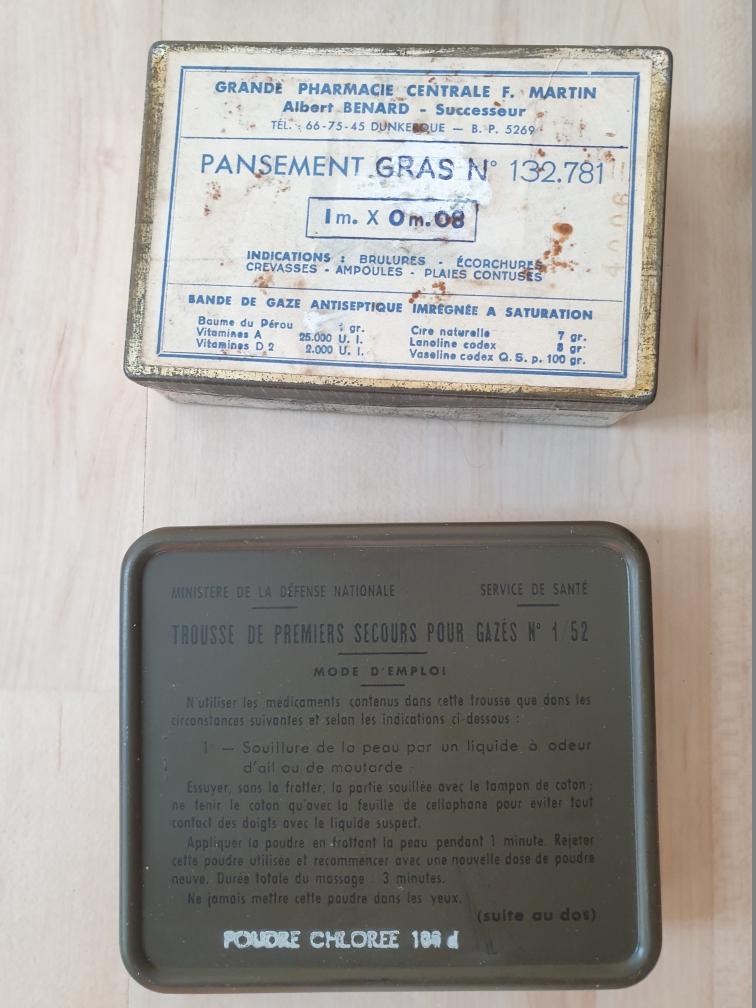 GRANDE PHARMACIE CENTRALE F. MARTIN
Albert BENARD - Successeur
TÉL. : 66-75-45 DUNKERQUE — B. P. 5269
PANSEMENT GRAS N° 132.781
1 m. X 0 m. 08
INDICATIONS : BRULURES - ÉCORCHURES
CREVASSES - AMPOULES - PLAIES CONTUSES
BANDE DE GAZE ANTISEPTIQUE IMRÉGNÉE A SATURATION
Baume du Pérou 1 gr. Cire naturelle 7 gr.
Vitamines A 25.000 U. I. Lanoline codex 8 gr
Vitamines D 2 2.000 U. I. Vaseline codex Q. S. p. 100 gr.
MINISTÈRE DE LA DÉFENSE NATIONALE SERVICE DE SANTÉ
TROUSSE DE PREMIERS SECOURS POUR GAZÉS N° 1/52
MODE D'EMPLOI
N'utiliser les médicaments contenus dans cette trousse que dans les
circonstances suivantes et selon les indications ci-dessous :
1° — Souillure de la peau par un liquide à odeur
d'ail ou de moutarde :
Essuyer, sans la frotter, la partie souillée avec le tampon de coton ;
ne tenir le coton qu'avec la feuille de cellophane pour éviter tout
contact des doigts avec le liquide suspect.
Appliquer la poudre en frottant la peau pendant 1 minute. Rejeter
cette poudre utilisée et recommencer avec une nouvelle dose de poudre
neuve. Durée totale du massage : 3 minutes.
Ne jamais mettre cette poudre dans les yeux.
(suite au dos)
POUDRE CHLOREE